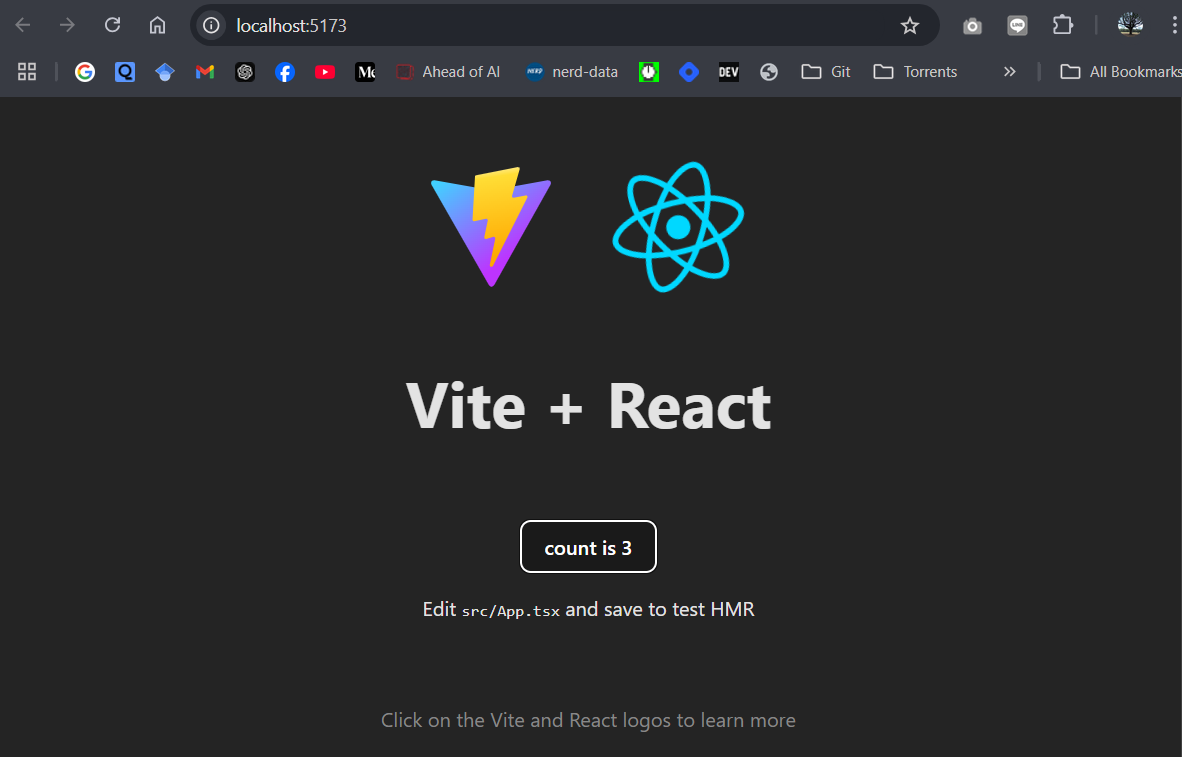 localhost:5173
Ahead of AI nerd-data DEV Git Torrents » All Bookmarks
Vite + React
count is 3
Edit src/App.tsx and save to test HMR
Click on the Vite and React logos to learn more